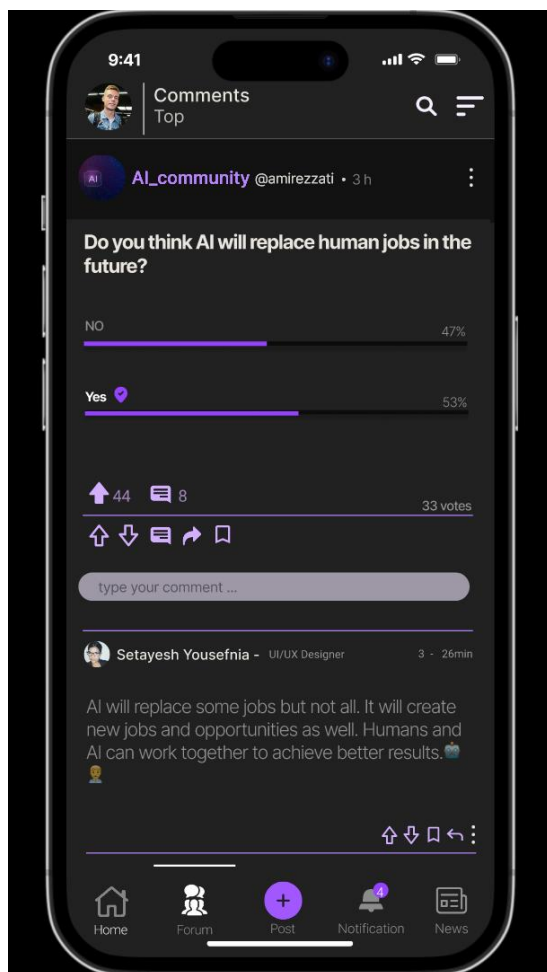 9:41
Comments
Top
AI
AI_community @amirezzati • 3 h
Do you think AI will replace human jobs in the
future?
NO
47%
Yes
53%
44
8
33 votes
type your comment ...
Setayesh Yousefnia - UI/UX Designer
3 - 26min
AI will replace some jobs but not all. It will create
new jobs and opportunities as well. Humans and
AI can work together to achieve better results.🤖
👨‍💼
4
Home
Forum
Post
Notification
News